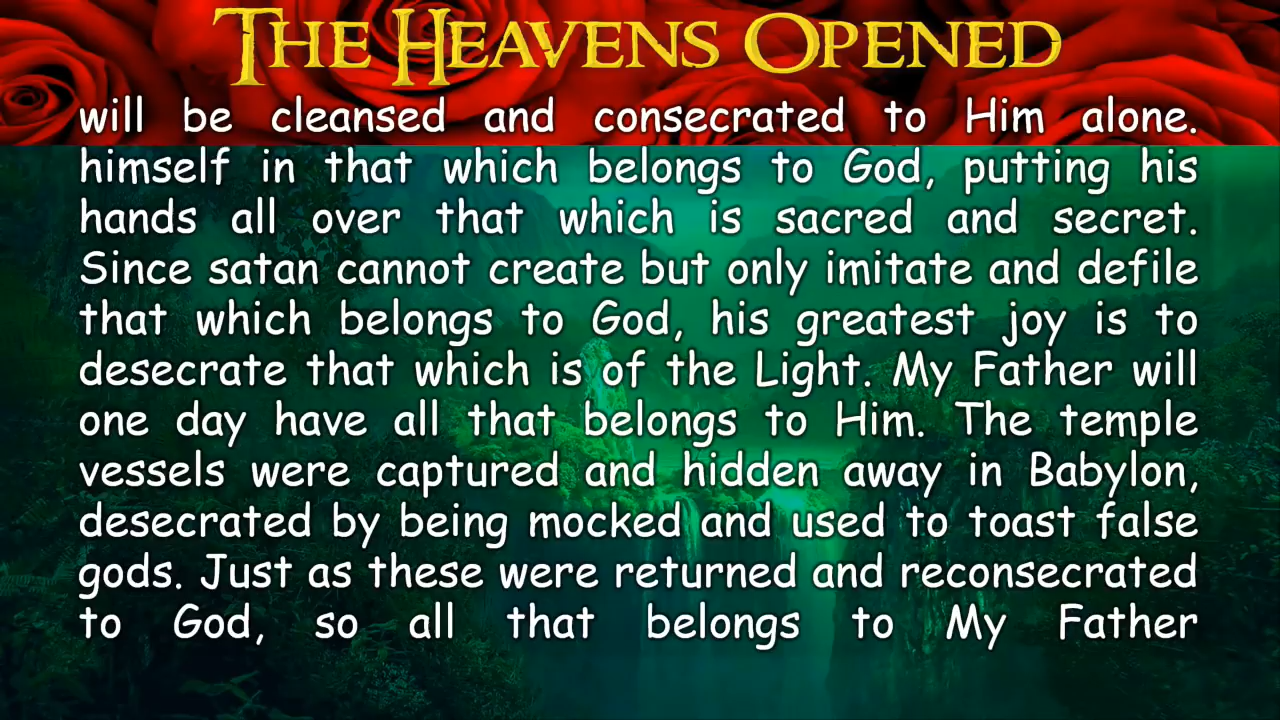 THE HEAVENS OPENED
will be cleansed and consecrated to Him alone.
himself in that which belongs to God, putting his
hands all over that which is sacred and secret.
Since satan cannot create but only imitate and defile
that which belongs to God, his greatest joy is to
desecrate that which is of the Light. My Father will
one day have all that belongs to Him. The temple
vessels were captured and hidden away in Babylon,
desecrated by being mocked and used to toast false
gods. Just as these were returned and reconsecrated
to God, so all that belongs to My Father